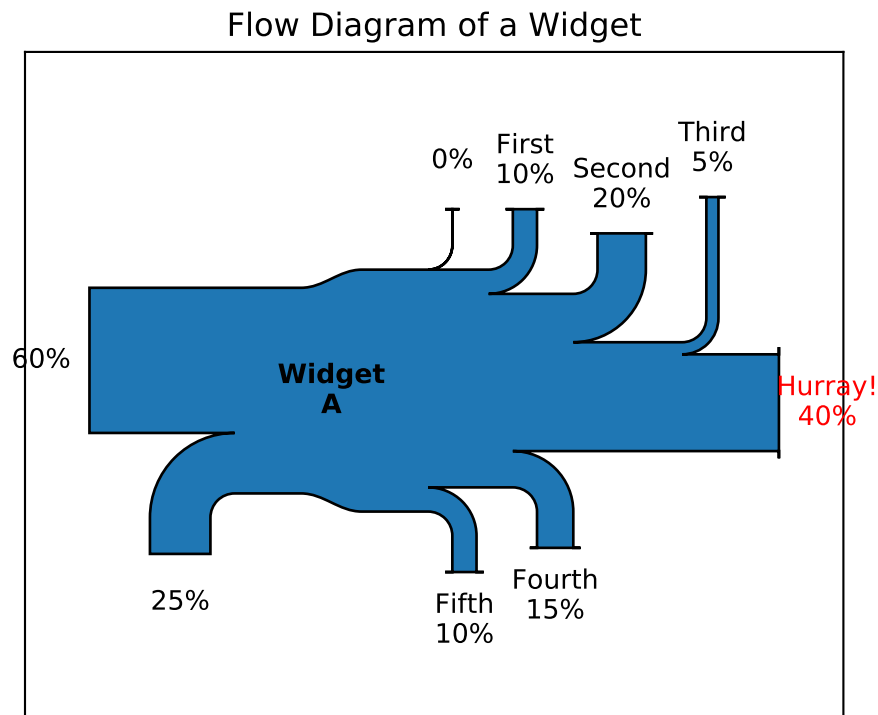 Flow Diagram of a Widget
0%
First
10%
Second
20%
Third
5%
60%
Widget
A
Hurray!
40%
25%
Fifth
10%
Fourth
15%